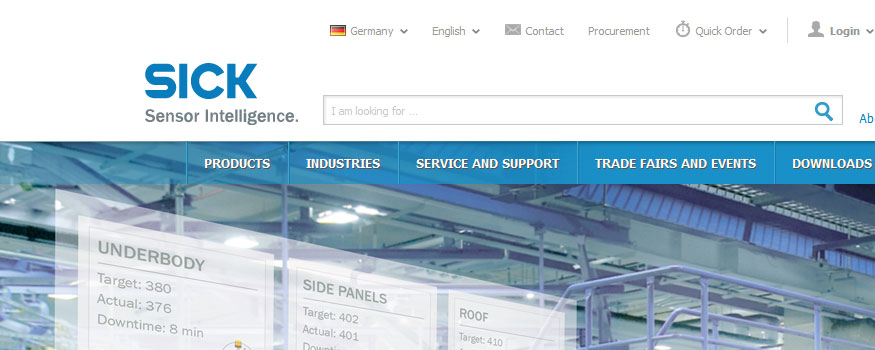 Germany English Contact Procurement Quick Order Login
SICK
Sensor Intelligence.
I am looking for ...
Ab
PRODUCTS INDUSTRIES SERVICE AND SUPPORT TRADE FAIRS AND EVENTS DOWNLOADS
UNDERBODY
Target: 380
Actual: 376
Downtime: 8 min
SIDE PANELS
Target: 402
Actual: 401
ROOF
Target: 410